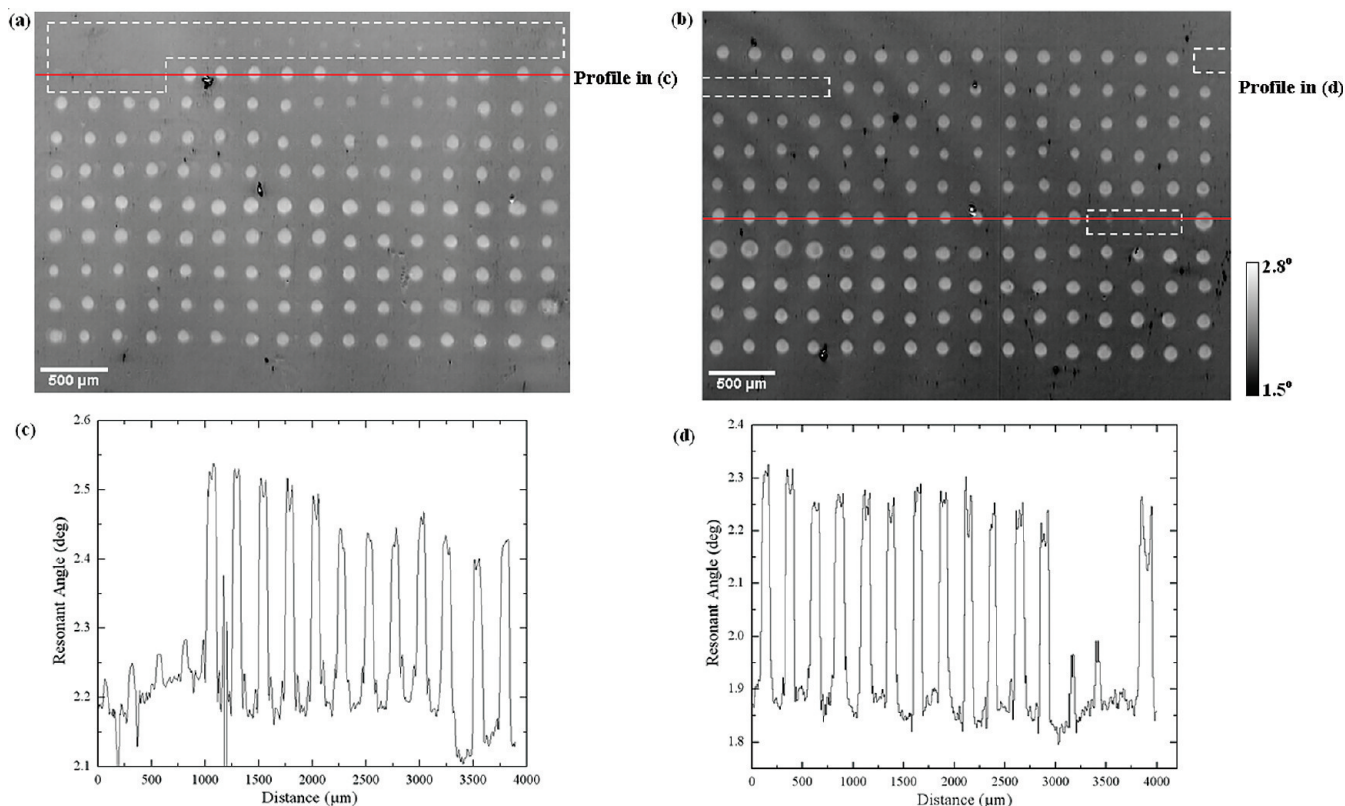 (a)
(b)
Profile in (c)
Profile in (d)
500 µm
500 µm
2.8°
1.5°
(c)
2.6
2.5
2.4
2.3
2.2
2.1
Resonant Angle (deg)
0 500 1000 1500 2000 2500 3000 3500 4000
Distance (µm)
(d)
2.4
2.3
2.2
2.1
2.0
1.9
1.8
Resonant Angle (deg)
0 500 1000 1500 2000 2500 3000 3500 4000
Distance (µm)